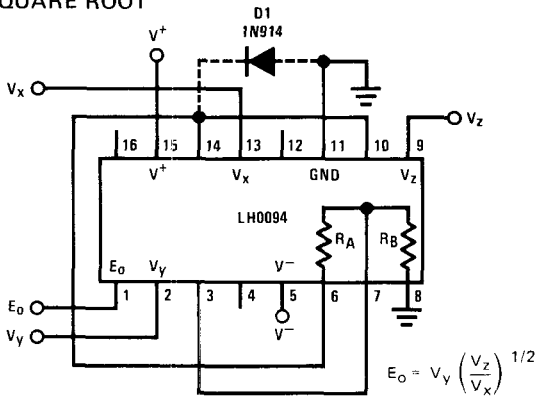 QUARE ROOT
D1
1N914
V+
Vx
Vz
16 15 14 13 12 11 10 9
V+ Vx GND Vz
LH0094
RA RB
Eo Vy V−
1 2 3 4 5 6 7 8
Eo
Vy
V−
Eo = Vy (Vz/Vx) 1/2